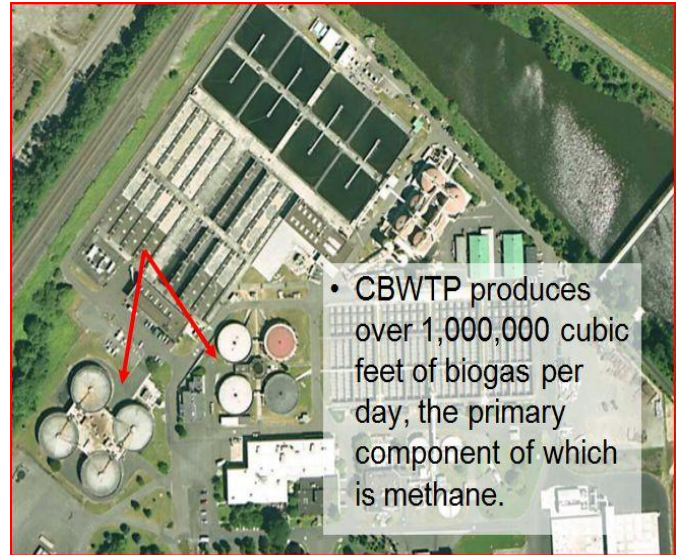 • CBWTP produces
over 1,000,000 cubic
feet of biogas per
day, the primary
component of which
is methane.